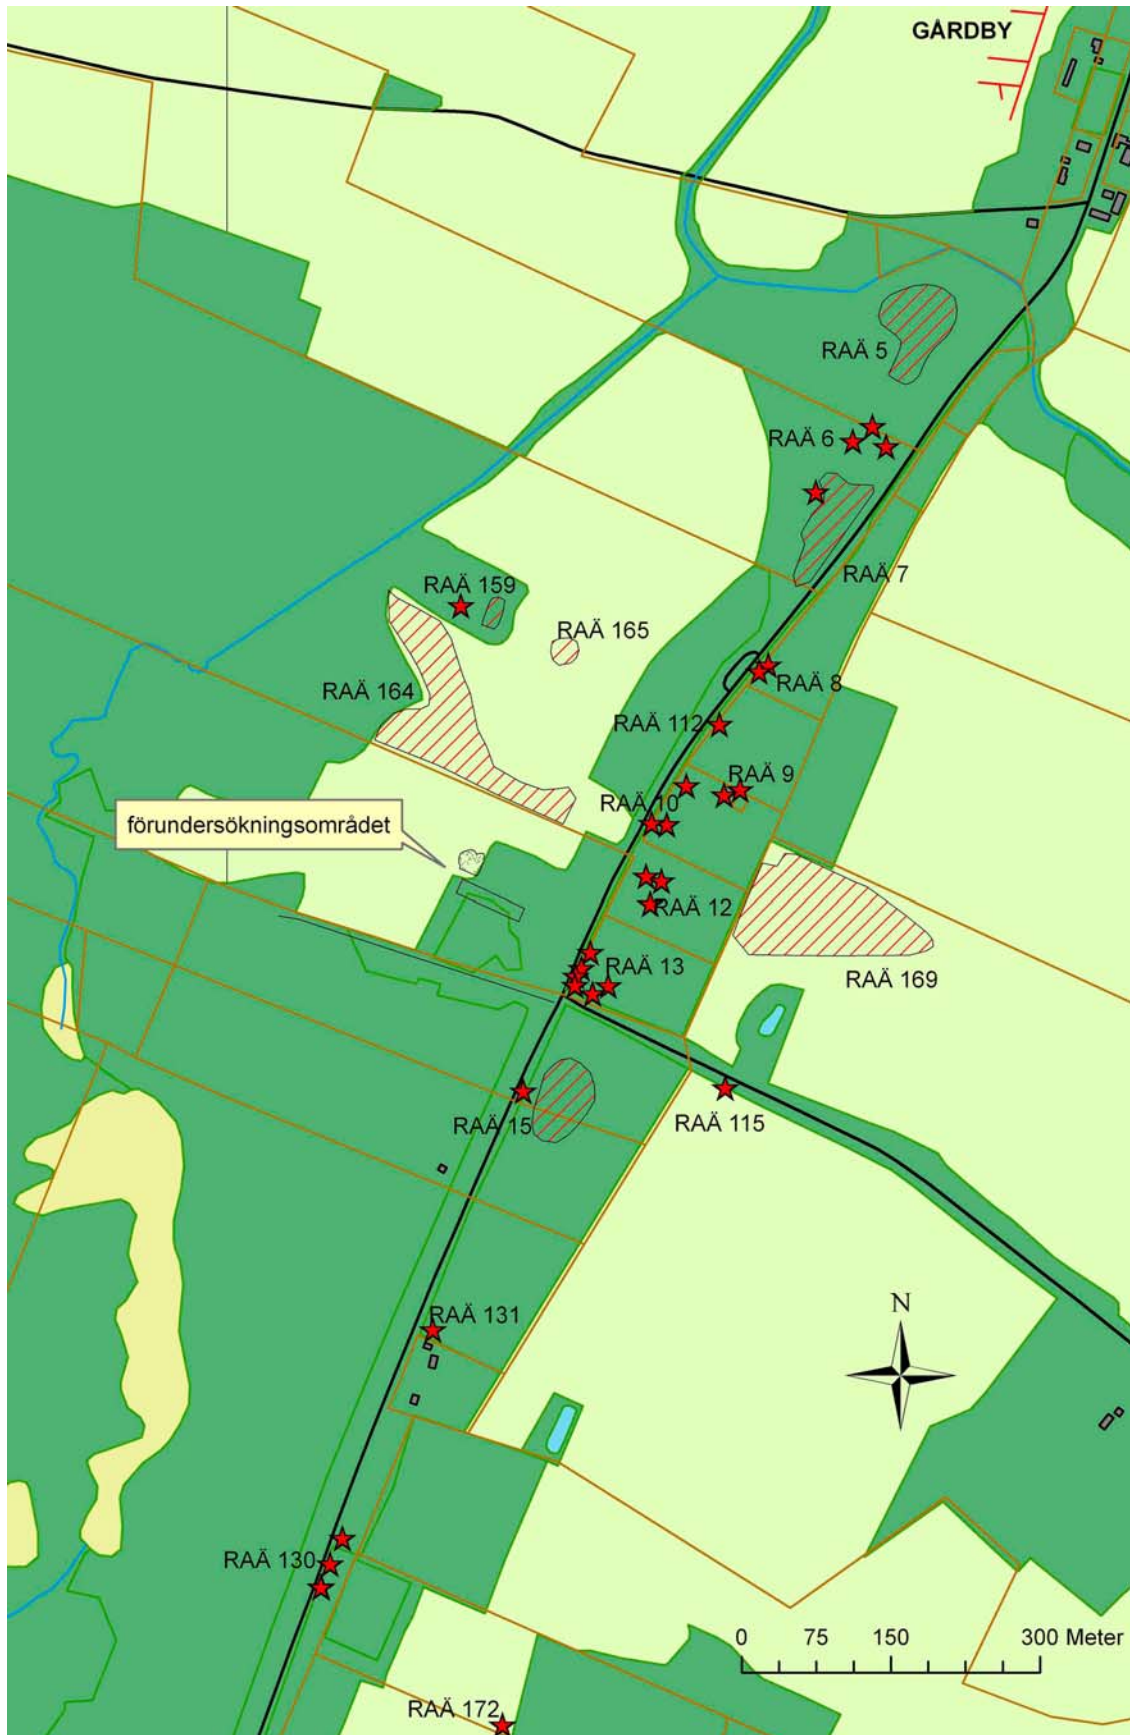 GÅRDBY
RAÄ 5
RAÄ 6
RAÄ 7
RAÄ 159
RAÄ 165
RAÄ 164
RAÄ 8
RAÄ 112
RAÄ 9
RAÄ 10
förundersökningsområdet
RAÄ 12
RAÄ 13
RAÄ 169
RAÄ 15
RAÄ 115
N
RAÄ 131
RAÄ 130
0 75 150 300 Meter
RAÄ 172